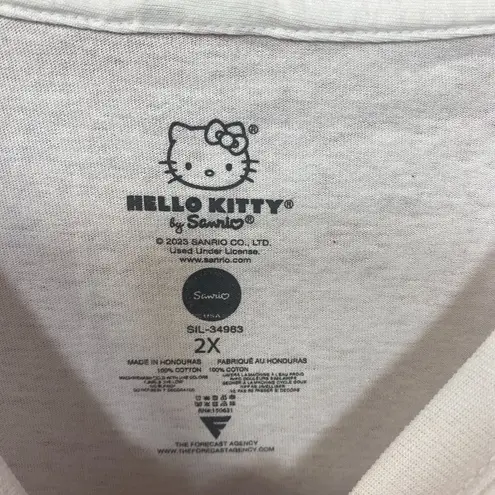 HELLO KITTY®
by Sanrio®
© 2023 SANRIO CO., LTD.
Used Under License.
www.sanrio.com
Sanrio
SIL-34983
2X
MADE IN HONDURAS FABRIQUÉ AU HONDURAS
100% COTTON 100% COTON
THE FORECAST AGENCY
WWW.THEFORECASTAGENCY.COM